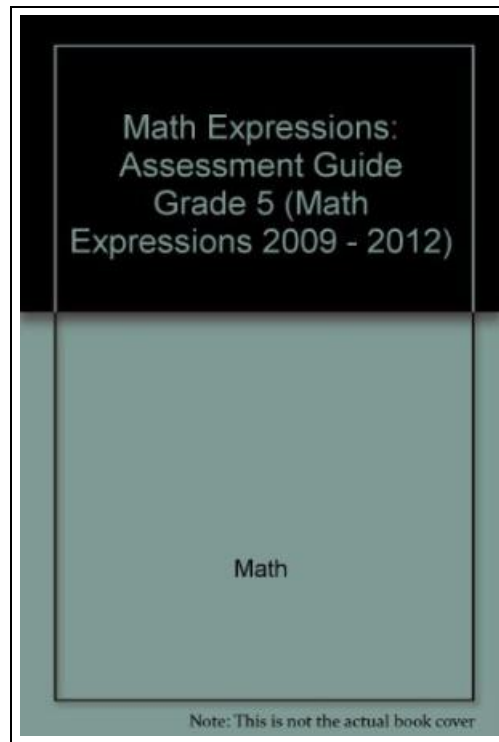 Math Expressions:
Assessment Guide
Grade 5 (Math
Expressions 2009 - 2012)
Math
Note: This is not the actual book cover